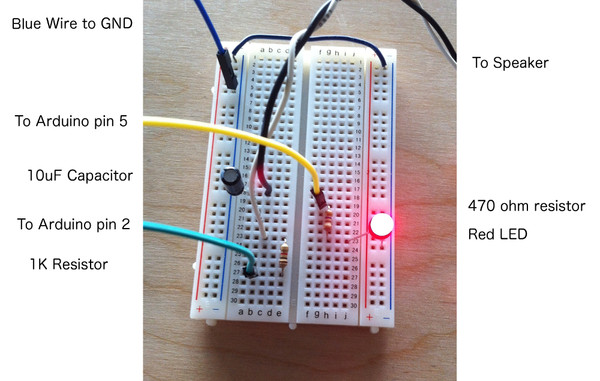 Blue Wire to GND
To Speaker
To Arduino pin 5
10uF Capacitor
To Arduino pin 2
1K Resistor
470 ohm resistor
Red LED
a b c d e
f g h i j
+ -
a b c d e
f g h i j
+ -